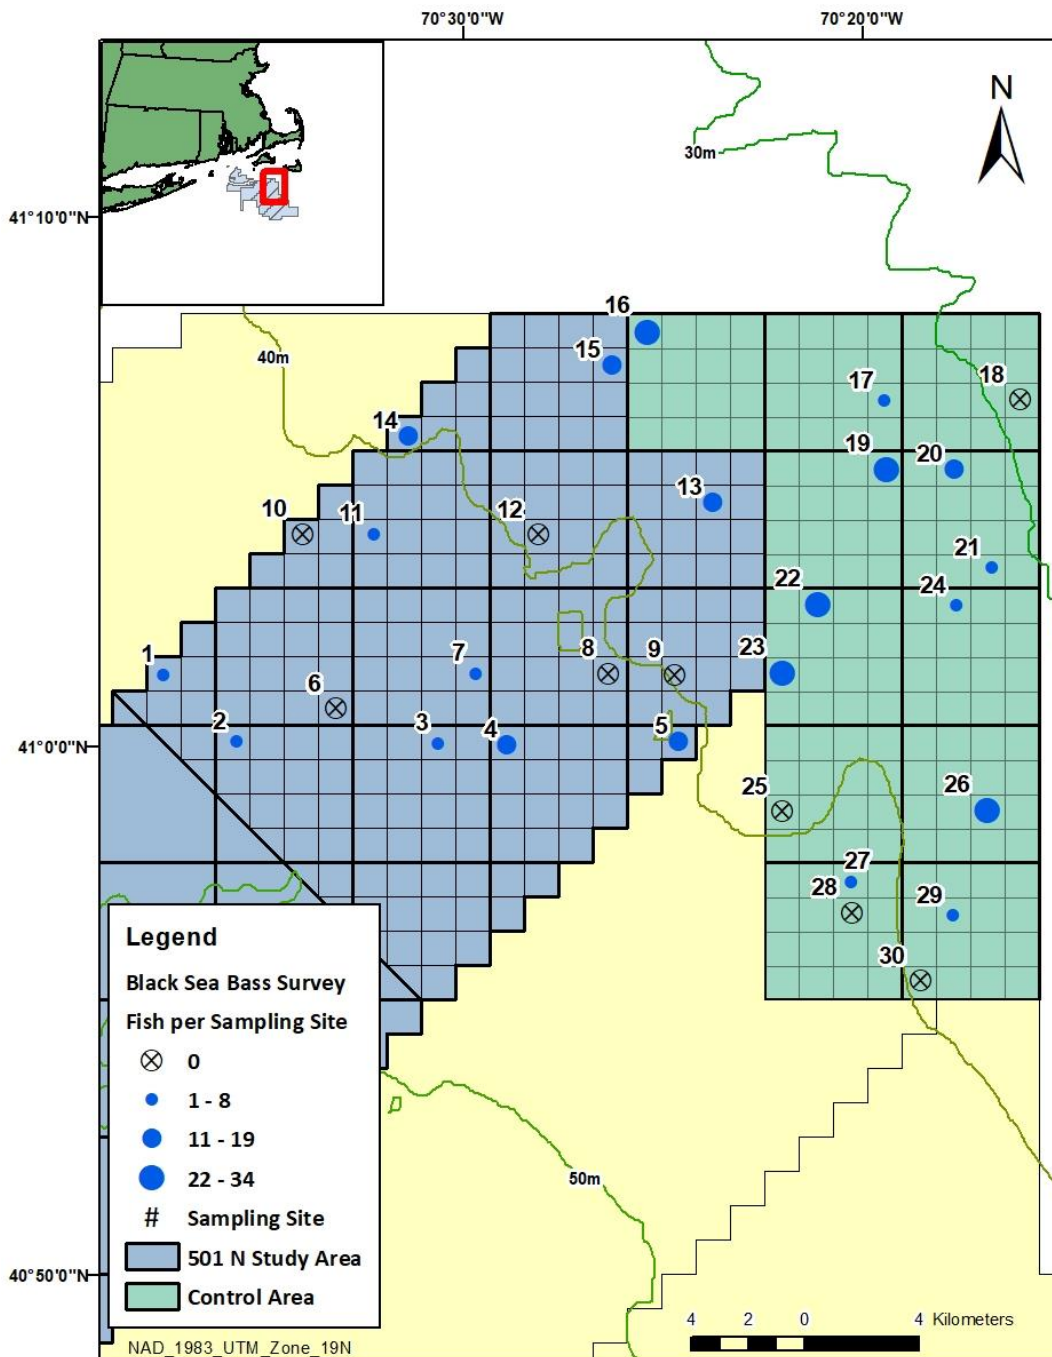 70°30'0"W
70°20'0"W
N
30m
41°10'0"N
16
40m
15
17
18
14
19
20
13
10
11
12
21
22
24
1
7
8
9
23
6
2
3
4
5
41°0'0"N
25
26
27
28
29
30
Legend
Black Sea Bass Survey
Fish per Sampling Site
0
1 - 8
11 - 19
22 - 34
# Sampling Site
501 N Study Area
Control Area
50m
40°50'0"N
4 2 0 4 Kilometers
NAD_1983_UTM_Zone_19N